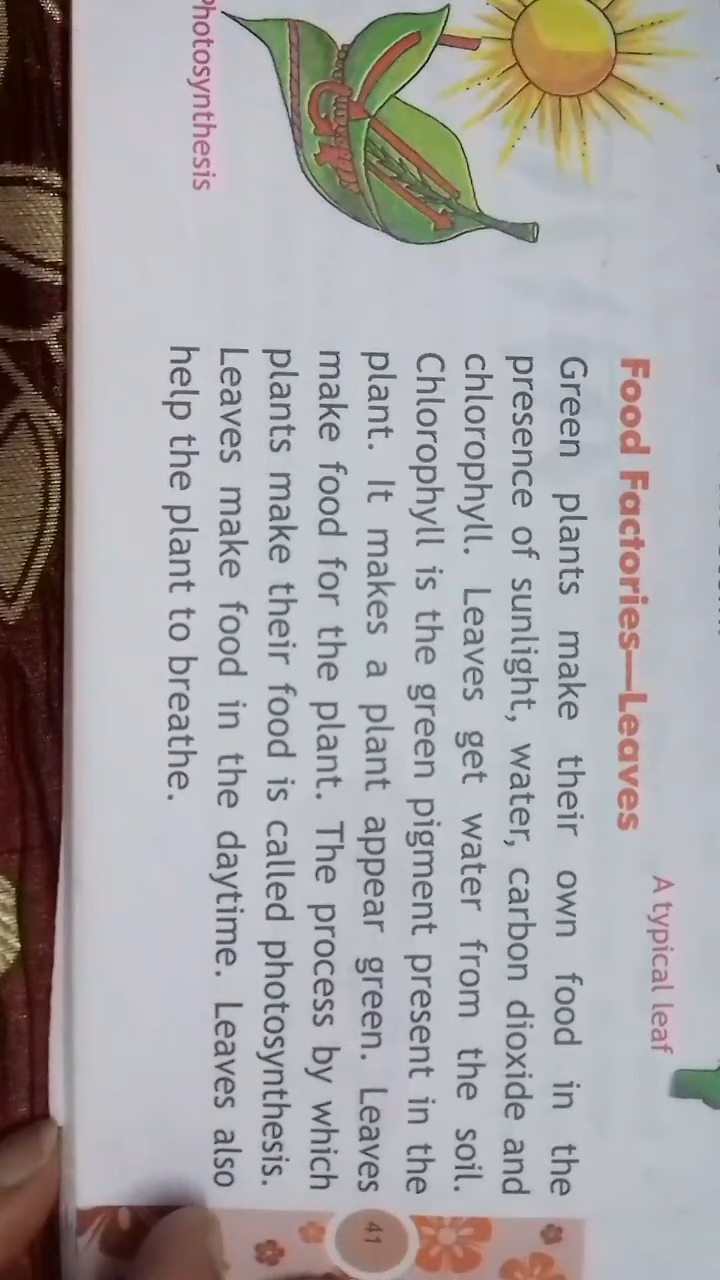 A typical leaf
Food Factories—Leaves
Green plants make their own food in the
presence of sunlight, water, carbon dioxide and
chlorophyll. Leaves get water from the soil.
Chlorophyll is the green pigment present in the
plant. It makes a plant appear green. Leaves
make food for the plant. The process by which
plants make their food is called photosynthesis.
Leaves make food in the daytime. Leaves also
help the plant to breathe.
Photosynthesis
41